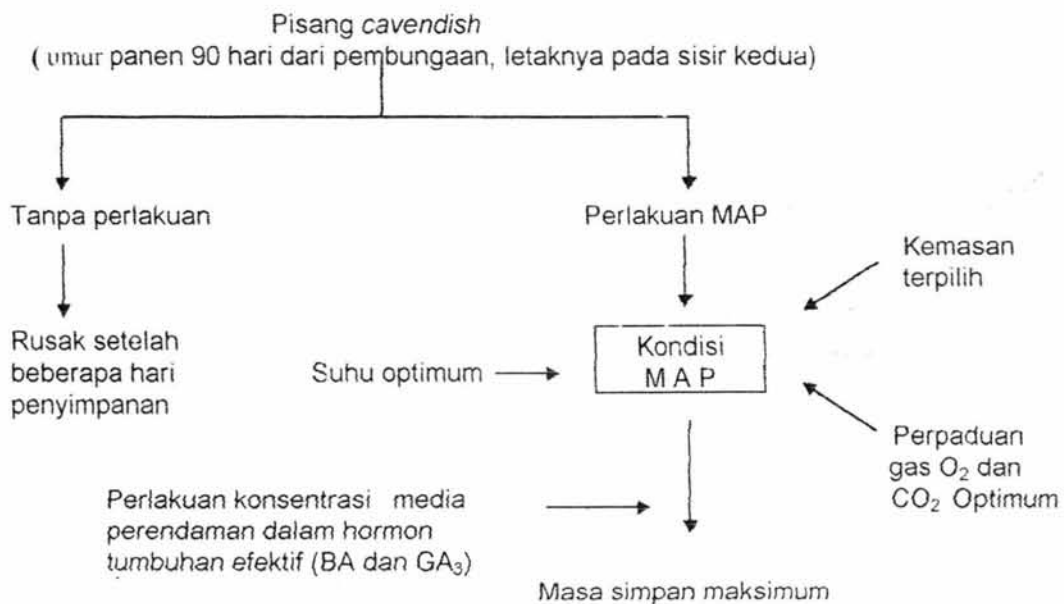 Pisang cavendish
( umur panen 90 hari dari pembungaan, letaknya pada sisir kedua)
Tanpa perlakuan
Perlakuan MAP
Kemasan
terpilih
Rusak setelah
beberapa hari
penyimpanan
Suhu optimum
Kondisi
M A P
Perpaduan
gas O₂ dan
CO₂ Optimum
Perlakuan konsentrasi media
perendaman dalam hormon
tumbuhan efektif (BA dan GA₃)
Masa simpan maksimum